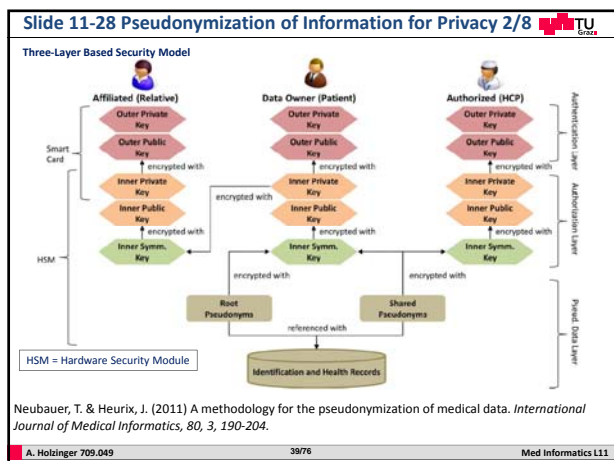 Slide 11-28 Pseudonymization of Information for Privacy 2/8
TU
Graz
Three-Layer Based Security Model
Affiliated (Relative)
Data Owner (Patient)
Authorized (HCP)
Outer Private
Key
Outer Private
Key
Outer Private
Key
Outer Public
Key
Outer Public
Key
Outer Public
Key
Authentication Layer
Smart
Card
encrypted with
encrypted with
encrypted with
Inner Private
Key
Inner Private
Key
Inner Private
Key
encrypted with
Inner Public
Key
Inner Public
Key
Inner Public
Key
Authorization Layer
encrypted with
encrypted with
encrypted with
HSM
Inner Symm.
Key
Inner Symm.
Key
Inner Symm.
Key
encrypted with
encrypted with
Root
Pseudonyms
Shared
Pseudonyma
referenced with
Pseud. Data Layer
HSM = Hardware Security Module
Identification and Health Records
Neubauer, T. & Heurix, J. (2011) A methodology for the pseudonymization of medical data. International
Journal of Medical Informatics, 80, 3, 190-204.
A. Holzinger 709.049
39/76
Med Informatics L11